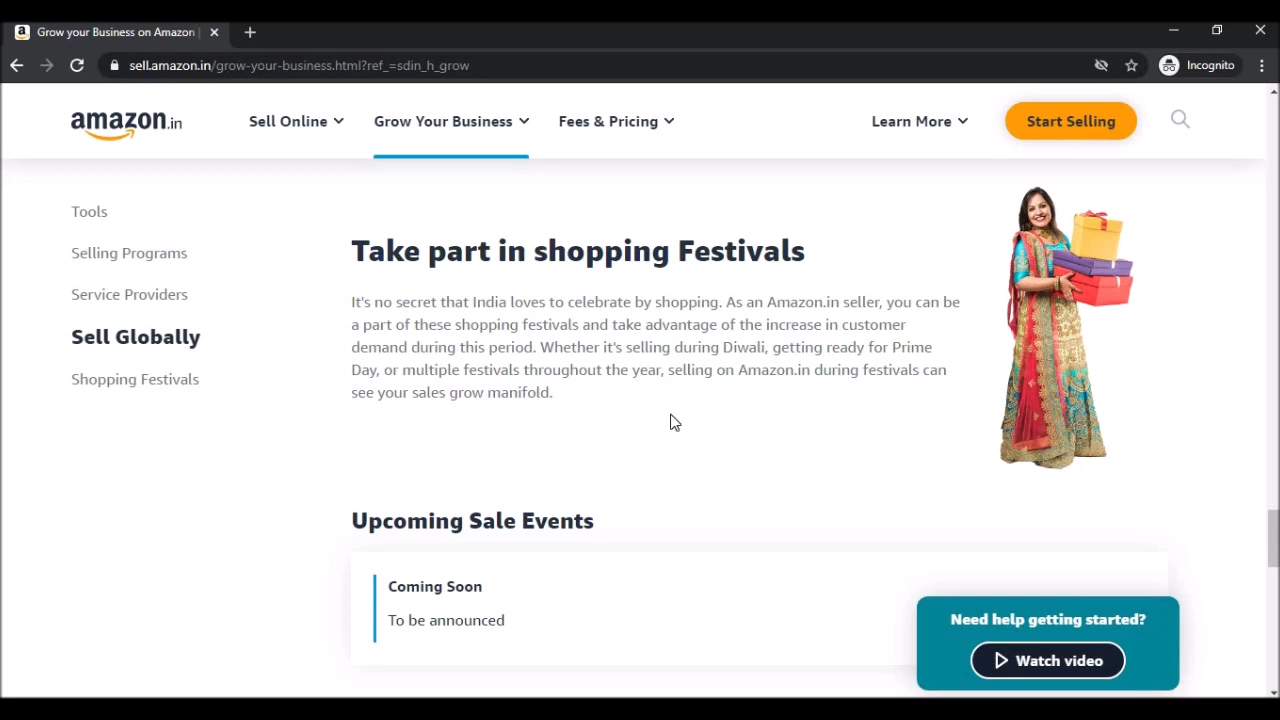 Grow your Business on Amazon
sell.amazon.in/grow-your-business.html?ref_=sdin_h_grow
Incognito
amazon.in
Sell Online
Grow Your Business
Fees & Pricing
Learn More
Start Selling
Tools
Selling Programs
Service Providers
Sell Globally
Shopping Festivals
Take part in shopping Festivals
It's no secret that India loves to celebrate by shopping. As an Amazon.in seller, you can be
a part of these shopping festivals and take advantage of the increase in customer
demand during this period. Whether it's selling during Diwali, getting ready for Prime
Day, or multiple festivals throughout the year, selling on Amazon.in during festivals can
see your sales grow manifold.
Upcoming Sale Events
Coming Soon
To be announced
Need help getting started?
Watch video